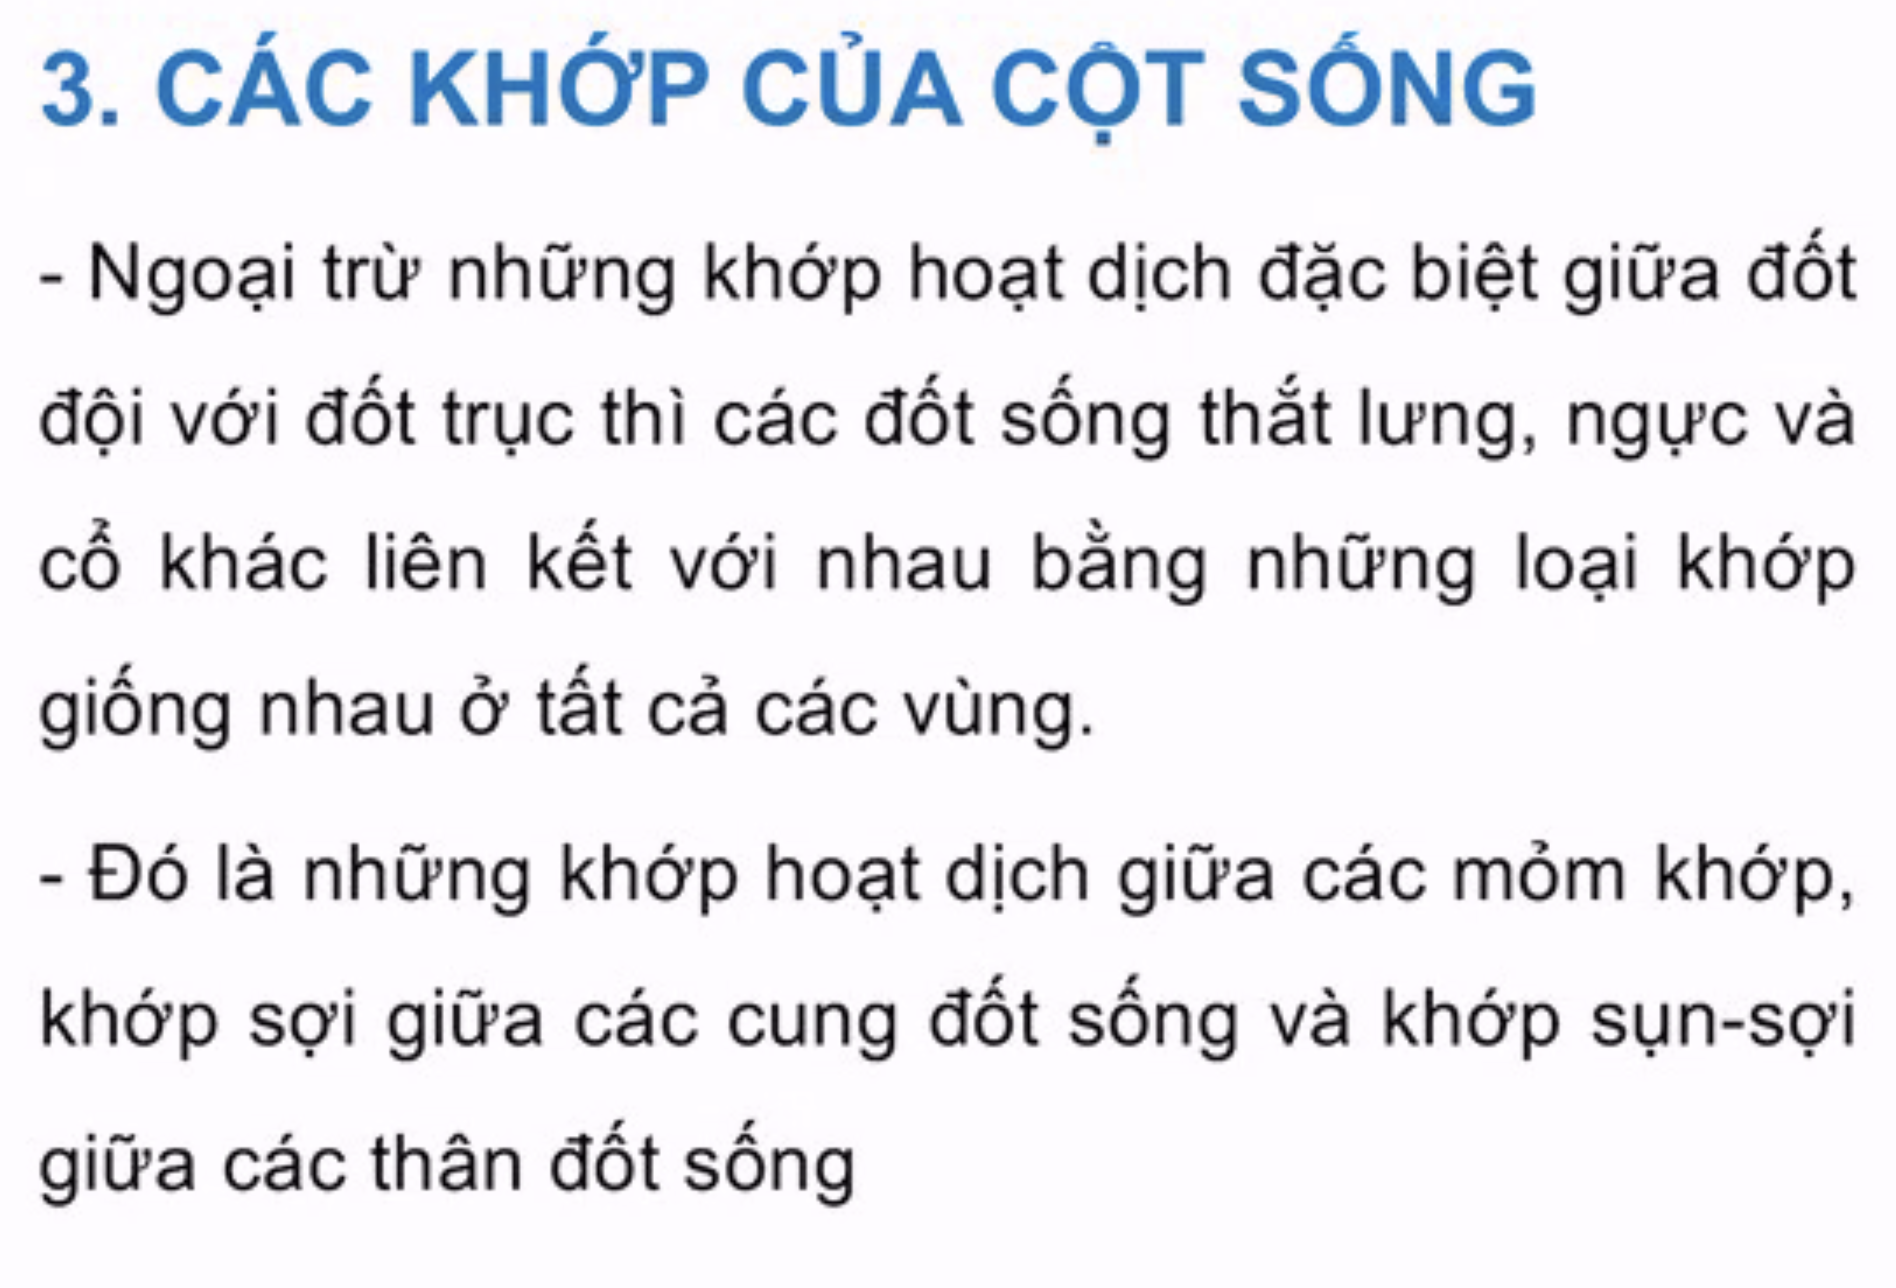 3. CÁC KHỚP CỦA CỘT SỐNG
- Ngoại trừ những khớp hoạt dịch đặc biệt giữa đốt
đội với đốt trục thì các đốt sống thắt lưng, ngực và
cổ khác liên kết với nhau bằng những loại khớp
giống nhau ở tất cả các vùng.
- Đó là những khớp hoạt dịch giữa các mỏm khớp,
khớp sợi giữa các cung đốt sống và khớp sụn-sợi
giữa các thân đốt sống